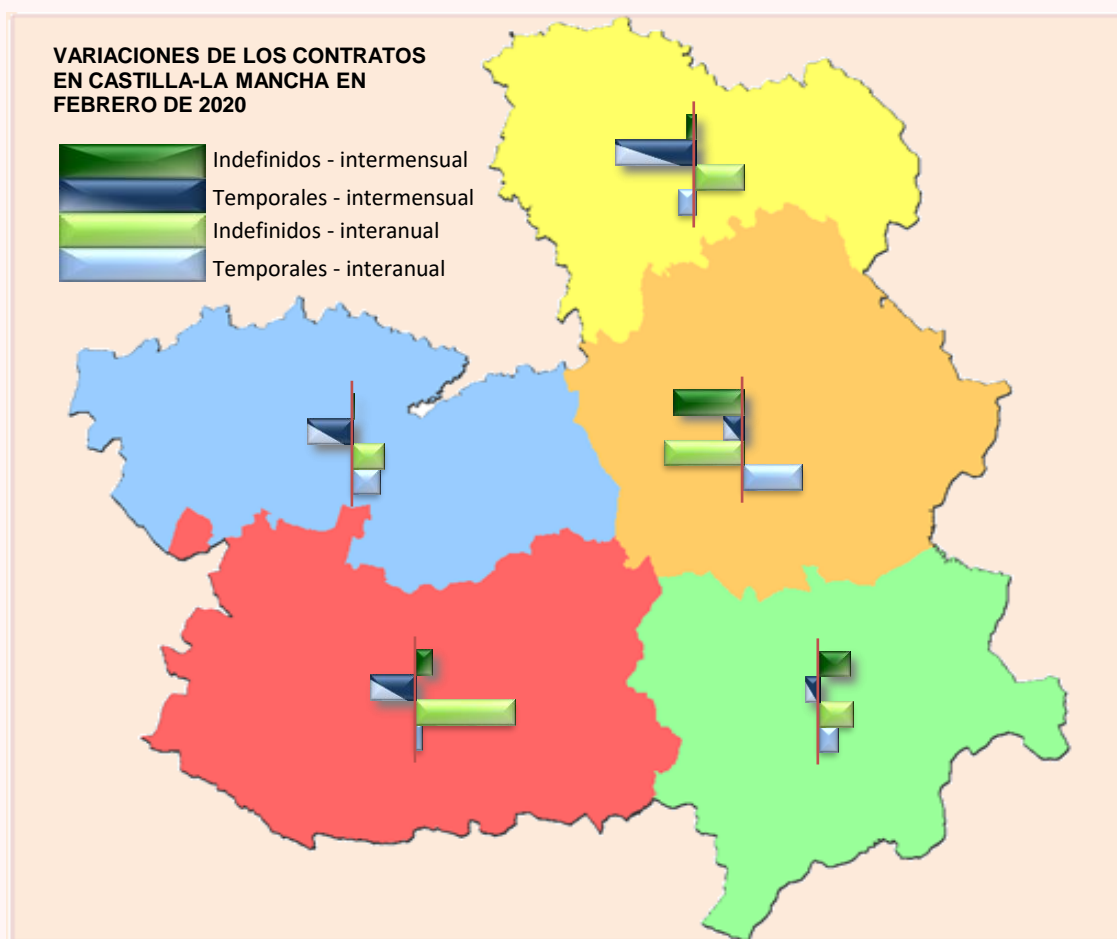 VARIACIONES DE LOS CONTRATOS
EN CASTILLA-LA MANCHA EN
FEBRERO DE 2020
Indefinidos - intermensual
Temporales - intermensual
Indefinidos - interanual
Temporales - interanual